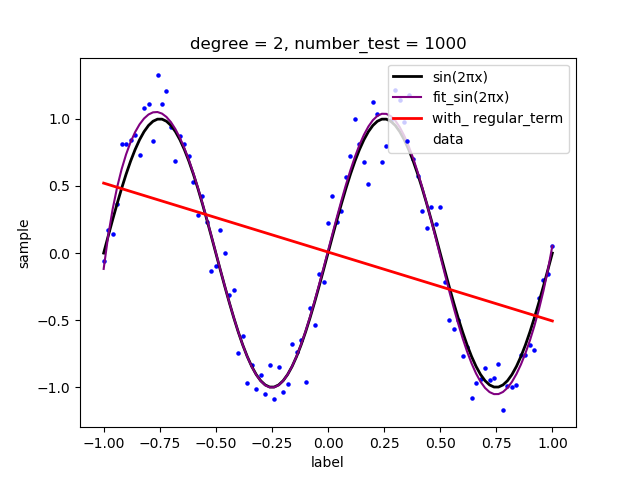 degree = 2, number_test = 1000
sin(2πx)
fit_sin(2πx)
with_ regular_term
data
sample
1.0
0.5
0.0
−0.5
−1.0
−1.00 −0.75 −0.50 −0.25 0.00 0.25 0.50 0.75 1.00
label